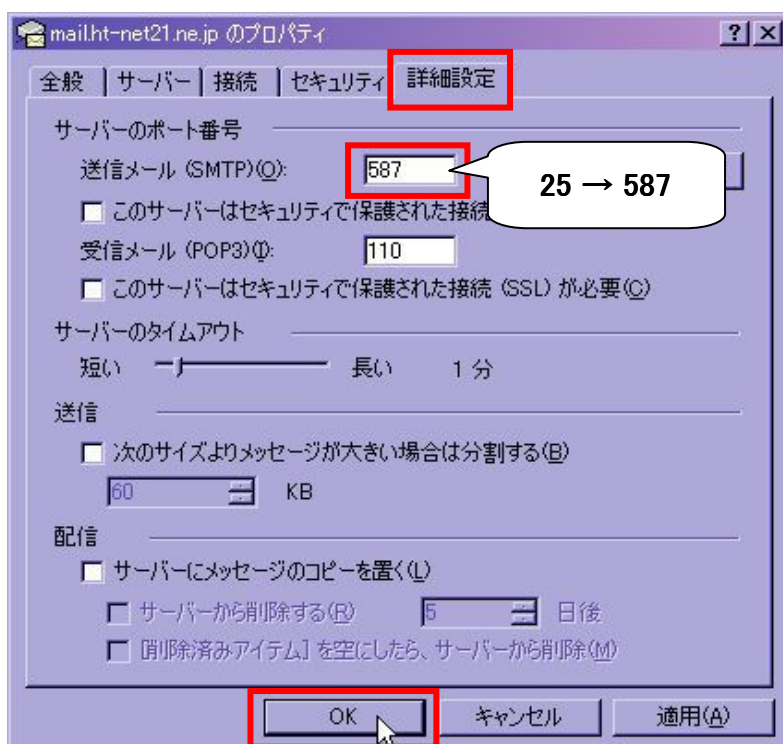 mail.ht-net21.ne.jp のプロパティ
全般 サーバー 接続 セキュリティ 詳細設定
サーバーのポート番号
送信メール (SMTP)(O): 587
25 → 587
このサーバーはセキュリティで保護された接続
受信メール (POP3)(I): 110
このサーバーはセキュリティで保護された接続 (SSL) が必要(C)
サーバーのタイムアウト
短い 長い 1 分
送信
次のサイズよりメッセージが大きい場合は分割する(B)
60 KB
配信
サーバーにメッセージのコピーを置く(L)
サーバーから削除する(R) 5 日後
[削除済みアイテム] を空にしたら、サーバーから削除(M)
OK キャンセル 適用(A)